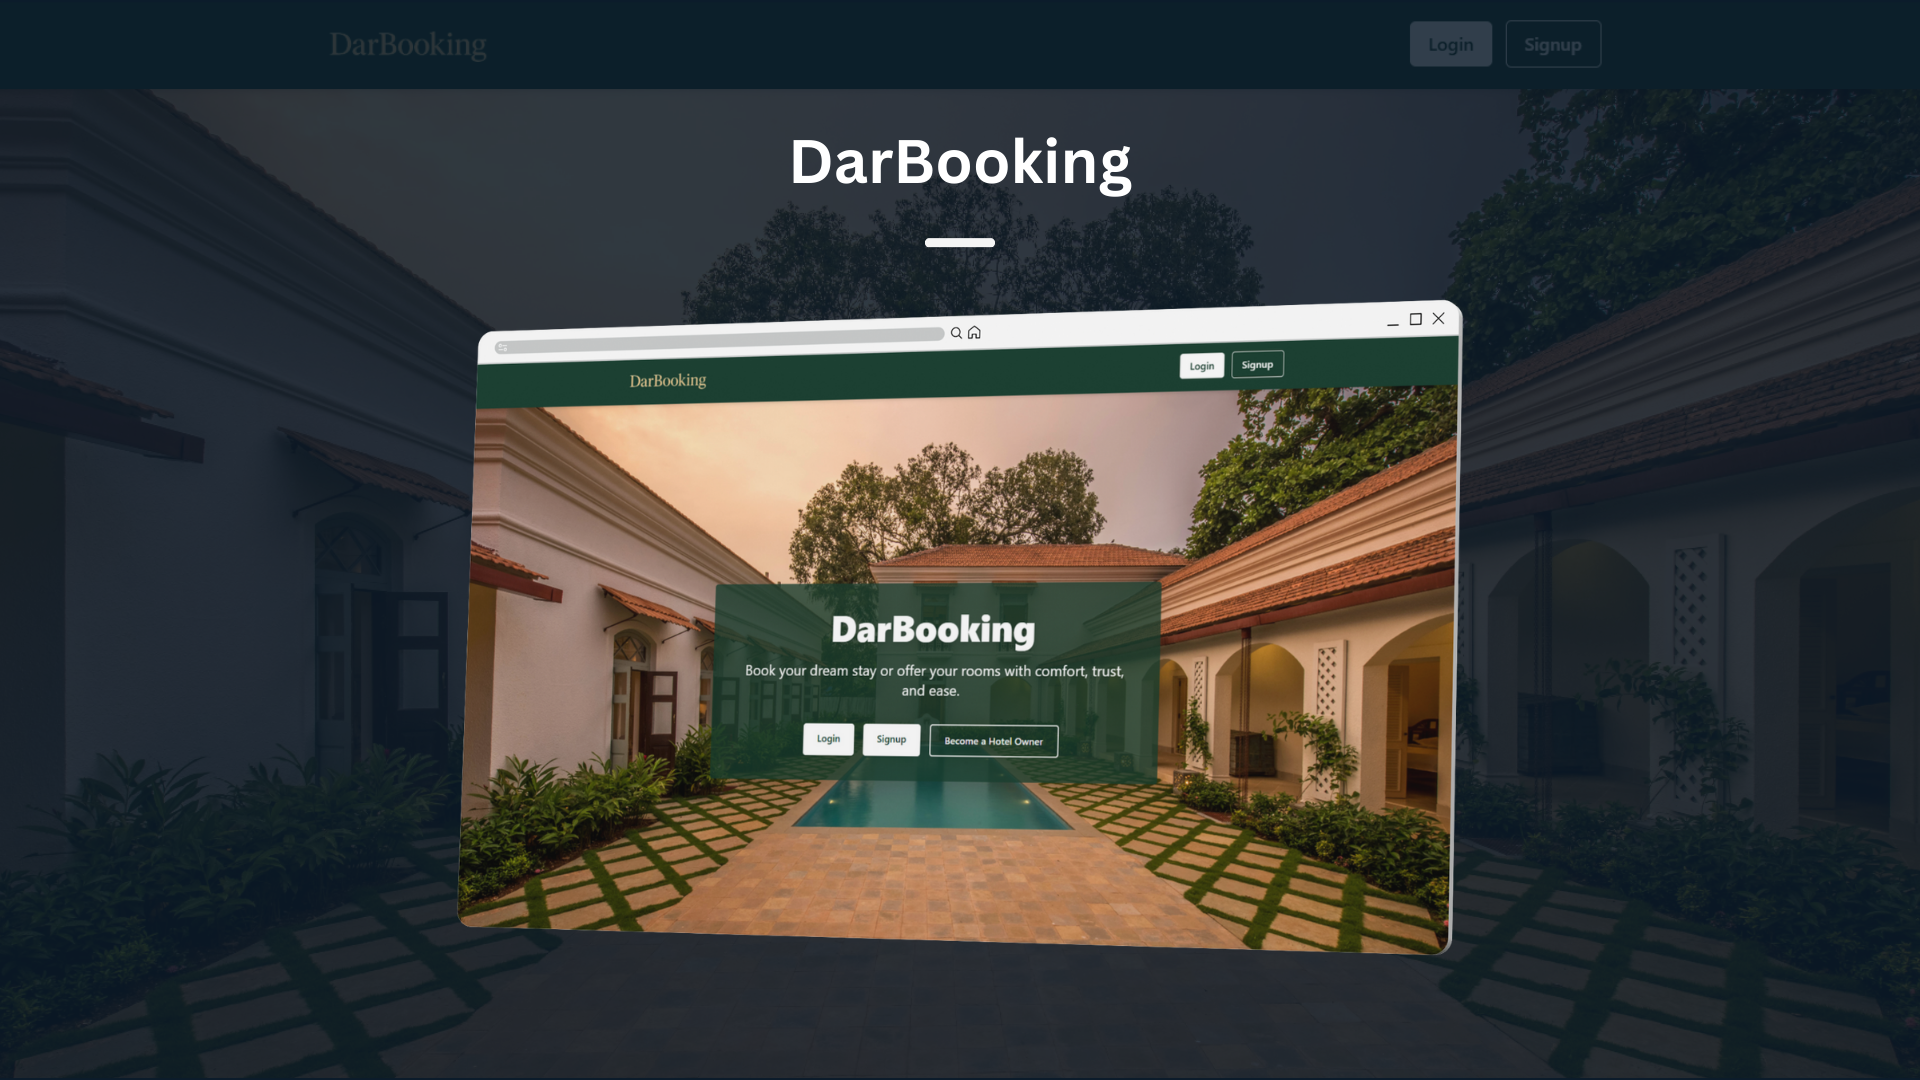 DarBooking
Login
Signup
DarBooking
DarBooking
Login
Signup
DarBooking
Book your dream stay or offer your rooms with comfort, trust,
and ease.
Login
Signup
Become a Hotel Owner